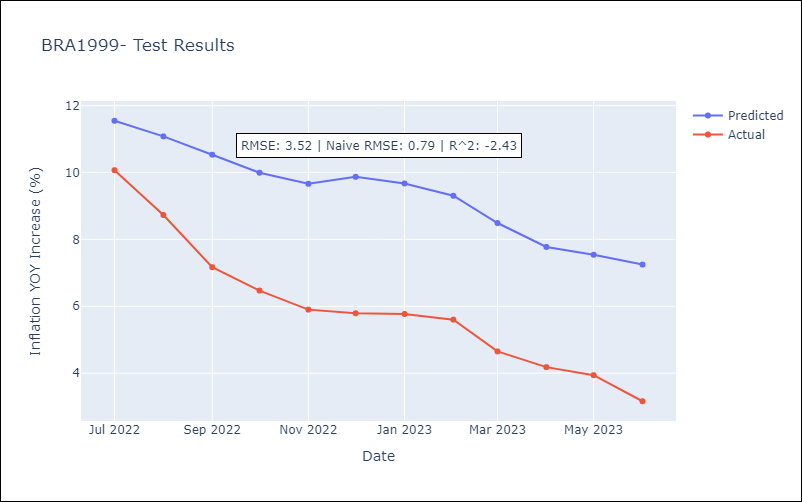 BRA1999- Test Results
12
10
8
6
4
Inflation YOY Increase (%)
RMSE: 3.52 | Naive RMSE: 0.79 | R^2: -2.43
Predicted
Actual
Jul 2022 Sep 2022 Nov 2022 Jan 2023 Mar 2023 May 2023
Date